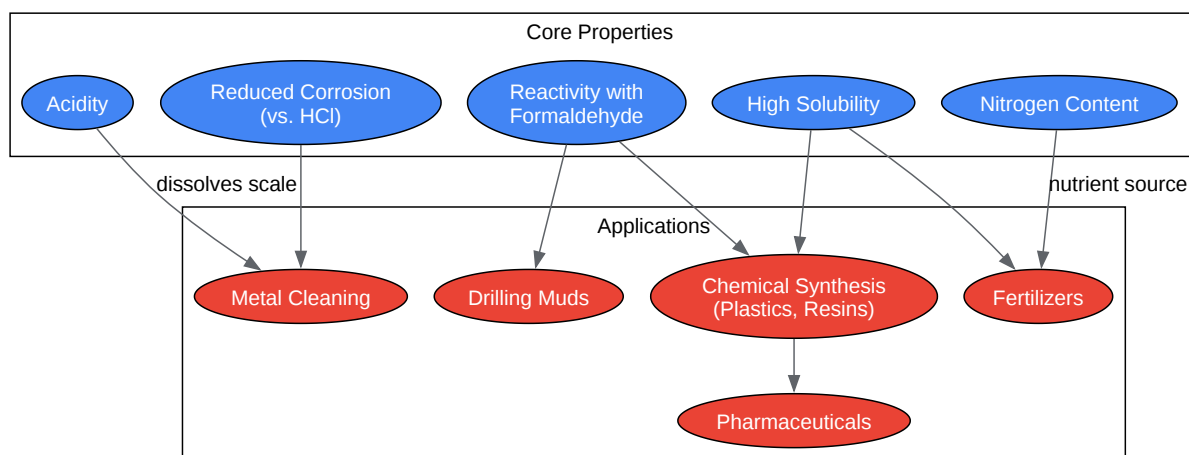 Core Properties
Acidity
Reduced Corrosion
(vs. HCl)
Reactivity with
Formaldehyde
High Solubility
Nitrogen Content
dissolves scale
nutrient source
Applications
Metal Cleaning
Drilling Muds
Chemical Synthesis
(Plastics, Resins)
Fertilizers
Pharmaceuticals